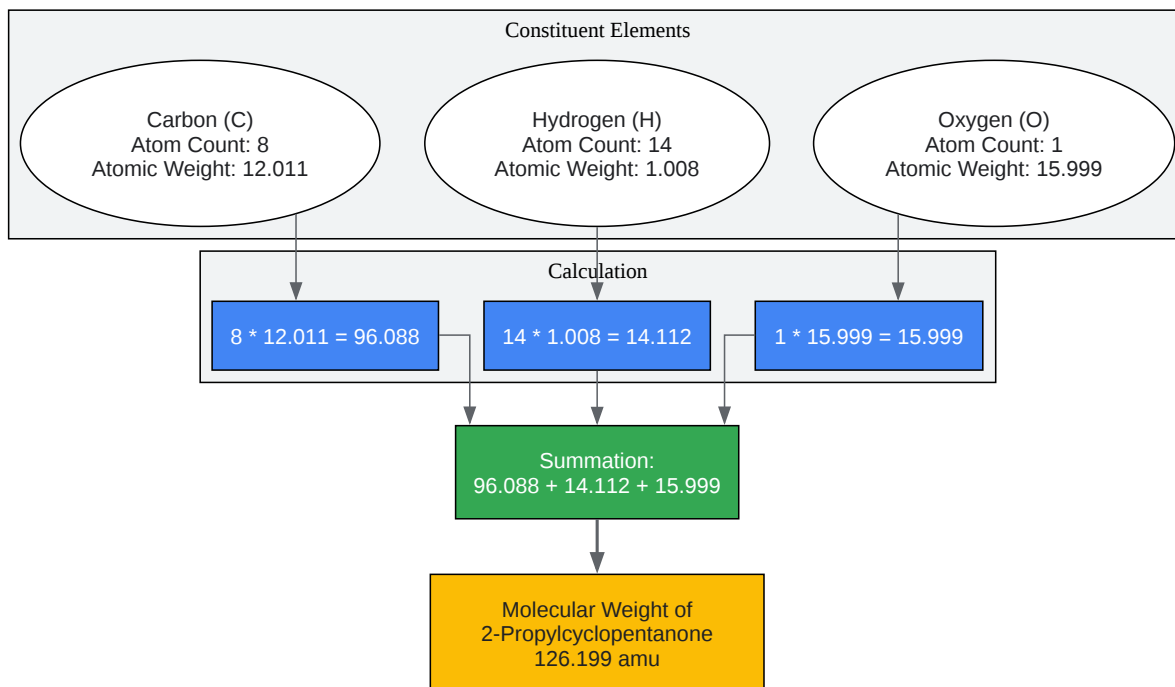 Constituent Elements
Carbon (C)
Atom Count: 8
Atomic Weight: 12.011
Hydrogen (H)
Atom Count: 14
Atomic Weight: 1.008
Oxygen (O)
Atom Count: 1
Atomic Weight: 15.999
Calculation
8 * 12.011 = 96.088
14 * 1.008 = 14.112
1 * 15.999 = 15.999
Summation:
96.088 + 14.112 + 15.999
Molecular Weight of
2-Propylcyclopentanone
126.199 amu